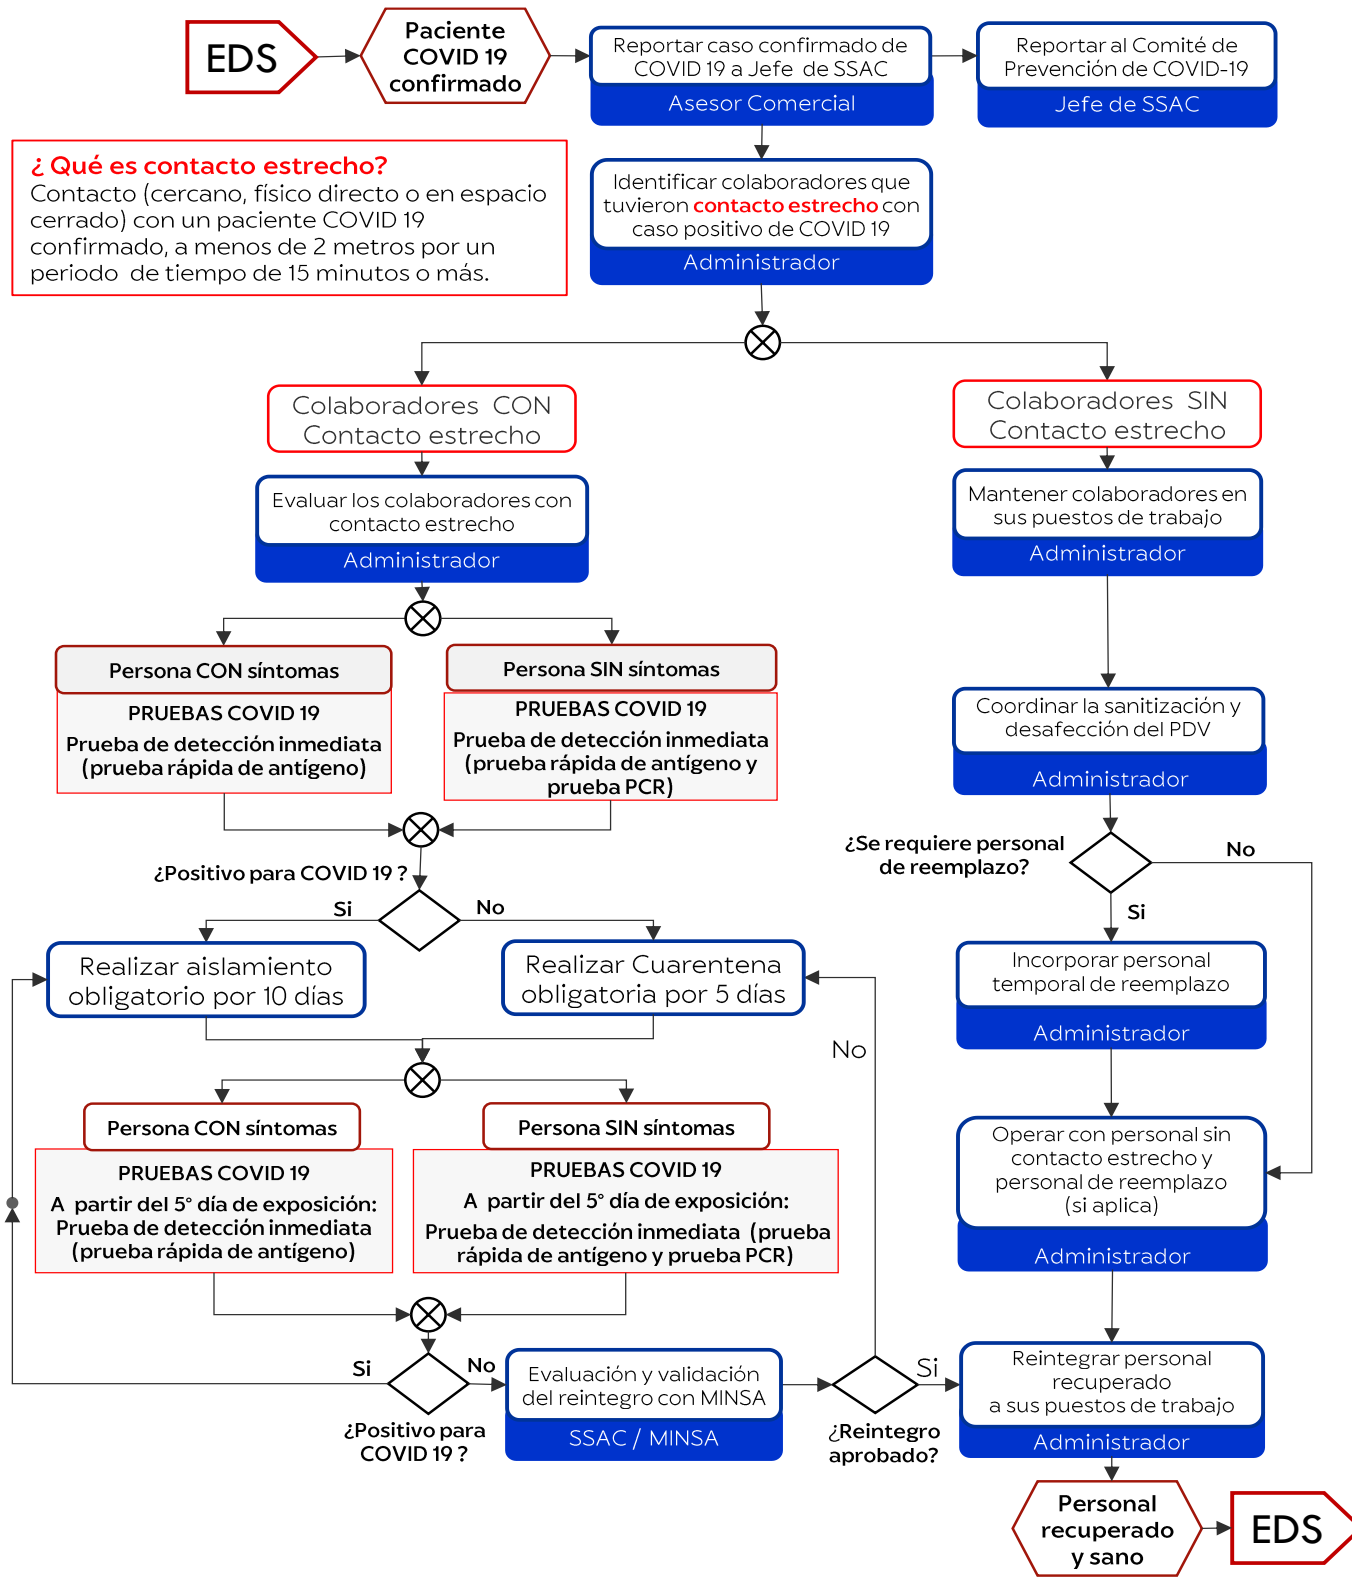 EDS
Paciente
COVID 19
confirmado
Reportar caso confirmado de
COVID 19 a Jefe de SSAC
Asesor Comercial
Reportar al Comité de
Prevención de COVID-19
Jefe de SSAC
¿ Qué es contacto estrecho?
Contacto (cercano, físico directo o en espacio
cerrado) con un paciente COVID 19
confirmado, a menos de 2 metros por un
periodo de tiempo de 15 minutos o más.
Identificar colaboradores que
tuvieron contacto estrecho con
caso positivo de COVID 19
Administrador
Colaboradores CON
Contacto estrecho
Colaboradores SIN
Contacto estrecho
Evaluar los colaboradores con
contacto estrecho
Administrador
Mantener colaboradores en
sus puestos de trabajo
Administrador
Persona CON síntomas
PRUEBAS COVID 19
Prueba de detección inmediata
(prueba rápida de antígeno)
Persona SIN síntomas
PRUEBAS COVID 19
Prueba de detección inmediata
(prueba rápida de antígeno y
prueba PCR)
Coordinar la sanitización y
desafección del PDV
Administrador
¿Se requiere personal
de reemplazo?
No
Si
¿Positivo para COVID 19 ?
Si
No
Realizar aislamiento
obligatorio por 10 días
Realizar Cuarentena
obligatoria por 5 días
Incorporar personal
temporal de reemplazo
Administrador
No
Persona CON síntomas
PRUEBAS COVID 19
A partir del 5° día de exposición:
Prueba de detección inmediata
(prueba rápida de antígeno)
Persona SIN síntomas
PRUEBAS COVID 19
A partir del 5° día de exposición:
Prueba de detección inmediata (prueba
rápida de antígeno y prueba PCR)
Operar con personal sin
contacto estrecho y
personal de reemplazo
(si aplica)
Administrador
Si
No
¿Positivo para
COVID 19 ?
Evaluación y validación
del reintegro con MINSA
SSAC / MINSA
Si
¿Reintegro
aprobado?
Reintegrar personal
recuperado
a sus puestos de trabajo
Administrador
Personal
recuperado
y sano
EDS